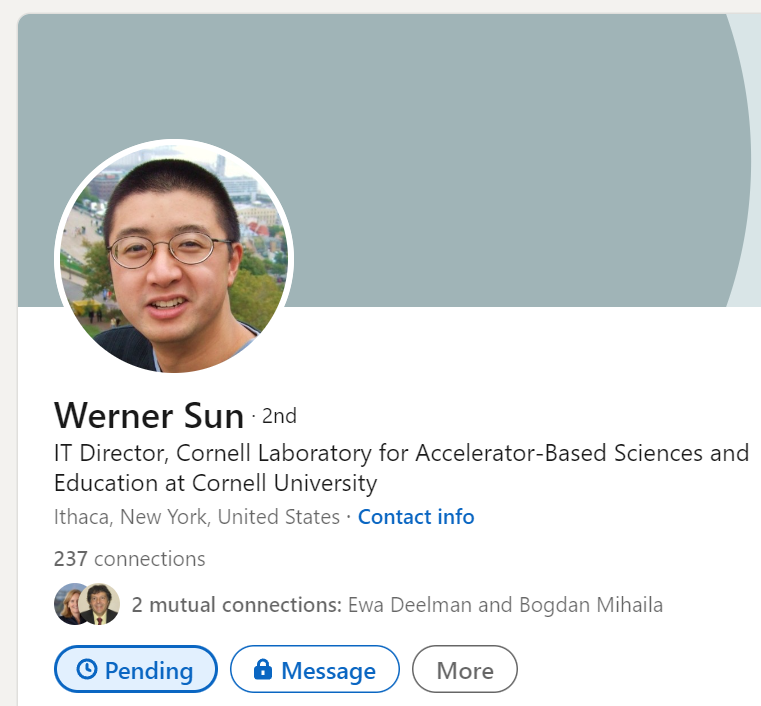 Werner Sun · 2nd
IT Director, Cornell Laboratory for Accelerator-Based Sciences and
Education at Cornell University
Ithaca, New York, United States · Contact info
237 connections
2 mutual connections: Ewa Deelman and Bogdan Mihaila
Pending Message More